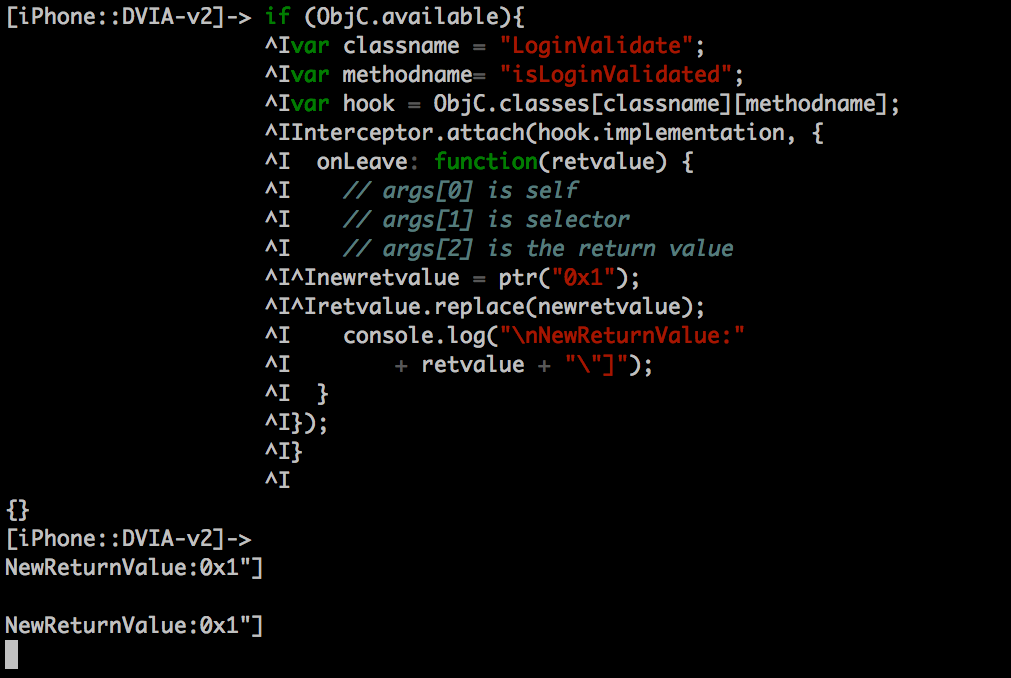 [iPhone::DVIA-v2]-> if (ObjC.available){
^Ivar classname = "LoginValidate";
^Ivar methodname= "isLoginValidated";
^Ivar hook = ObjC.classes[classname][methodname];
^IInterceptor.attach(hook.implementation, {
^I  onLeave: function(retvalue) {
^I    // args[0] is self
^I    // args[1] is selector
^I    // args[2] is the return value
^I^Inewretvalue = ptr("0x1");
^I^Iretvalue.replace(newretvalue);
^I    console.log("\nNewReturnValue:"
^I        + retvalue + "\"]");
^I  }
^I});
^I}
^I
{}
[iPhone::DVIA-v2]->
NewReturnValue:0x1"]
NewReturnValue:0x1"]